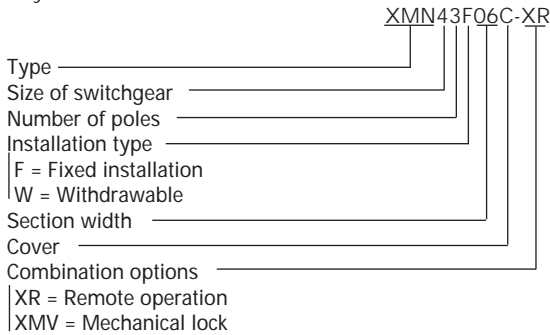 XMN43F06C-XR
Type
Size of switchgear
Number of poles
Installation type
F = Fixed installation
W = Withdrawable
Section width
Cover
Combination options
XR = Remote operation
XMV = Mechanical lock